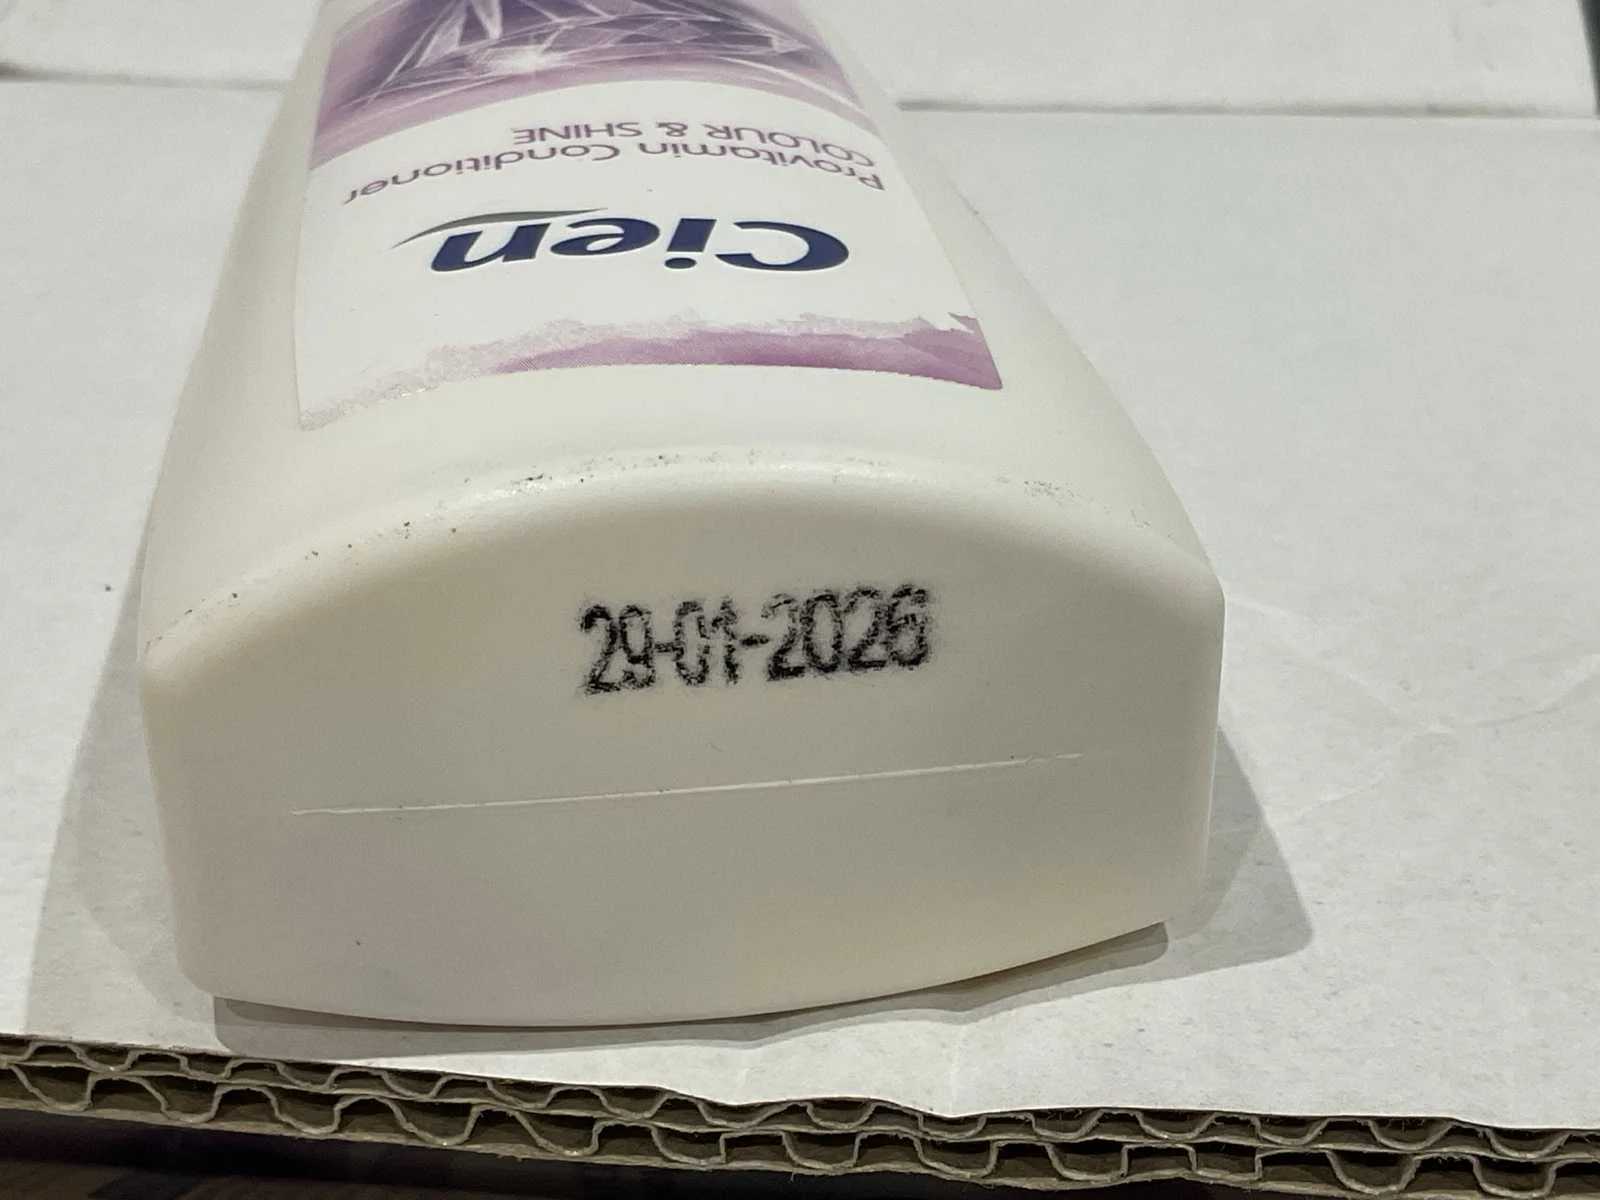 Cien
Provitamin Conditioner
COLOUR & SHINE
29-01-2026